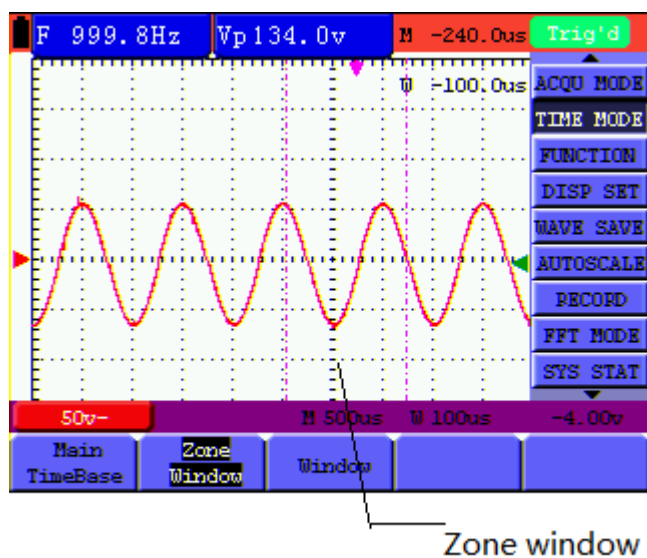 F 999.8Hz Vp134.0v M -240.0us Trig'd
W -100.0us
ACQU MODE
TIME MODE
FUNCTION
DISP SET
WAVE SAVE
AUTOSCALE
RECORD
FFT MODE
SYS STAT
50v- M 500us W 100us -4.00v
Main TimeBase
Zone Window
Window
Zone window